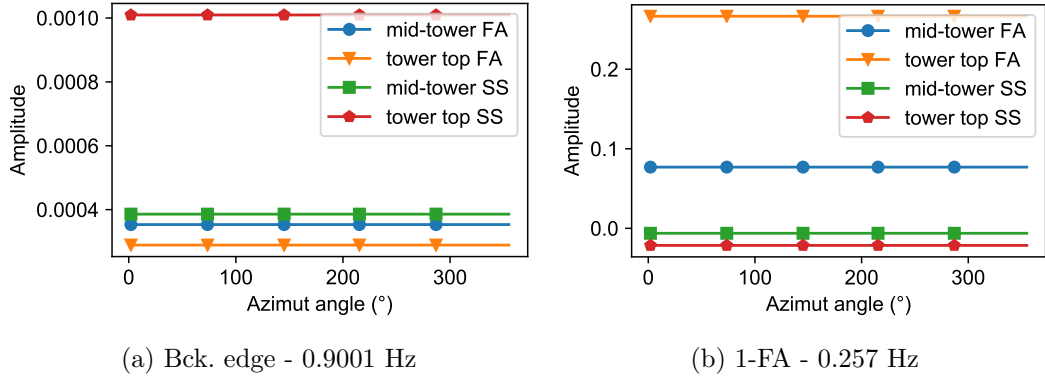 0.0010
0.0008
0.0006
0.0004
Amplitude
0
100
200
300
Azimut angle (°)
mid-tower FA
tower top FA
mid-tower SS
tower top SS
(a) Bck. edge - 0.9001 Hz
0.2
0.1
0.0
Amplitude
0
100
200
300
Azimut angle (°)
mid-tower FA
tower top FA
mid-tower SS
tower top SS
(b) 1-FA - 0.257 Hz